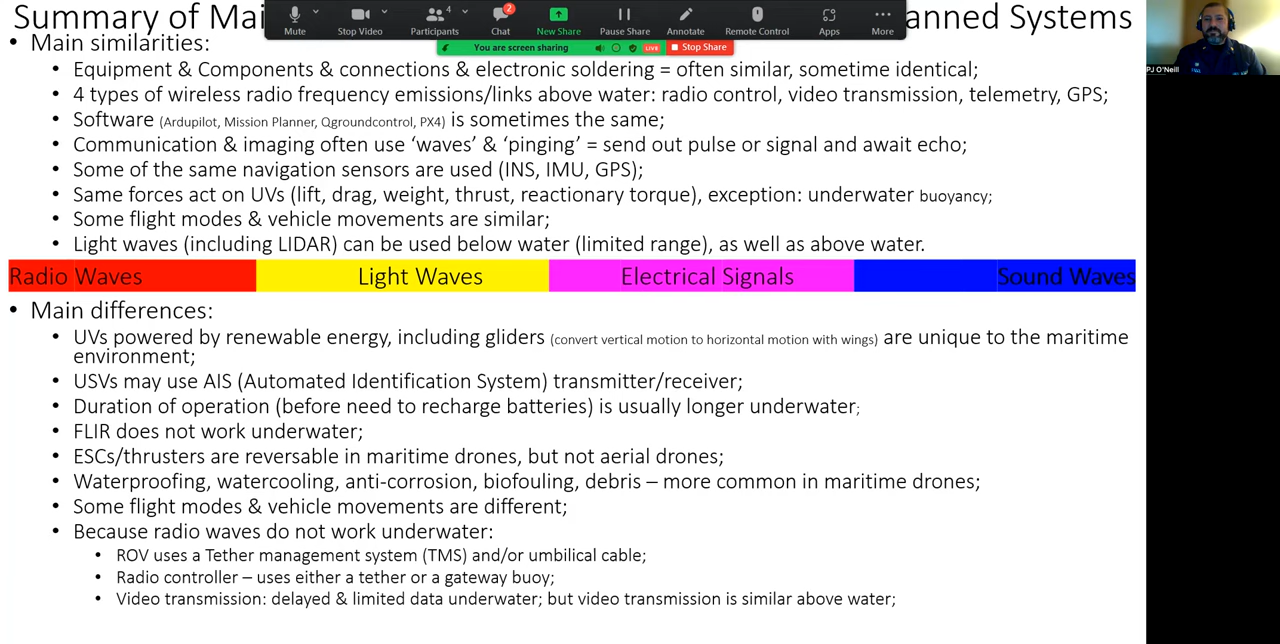 Summary of Mai
anned Systems
Mute
Stop Video
4
Participants
2
Chat
New Share
Pause Share
Annotate
Remote Control
Apps
More
You are screen sharing
LIVE
Stop Share
PJ O'Neill
• Main similarities:
• Equipment & Components & connections & electronic soldering = often similar, sometime identical;
• 4 types of wireless radio frequency emissions/links above water: radio control, video transmission, telemetry, GPS;
• Software (Ardupilot, Mission Planner, Qgroundcontrol, PX4) is sometimes the same;
• Communication & imaging often use ‘waves’ & ‘pinging’ = send out pulse or signal and await echo;
• Some of the same navigation sensors are used (INS, IMU, GPS);
• Same forces act on UVs (lift, drag, weight, thrust, reactionary torque), exception: underwater buoyancy;
• Some flight modes & vehicle movements are similar;
• Light waves (including LIDAR) can be used below water (limited range), as well as above water.
Radio Waves
Light Waves
Electrical Signals
Sound Waves
• Main differences:
• UVs powered by renewable energy, including gliders (convert vertical motion to horizontal motion with wings) are unique to the maritime
environment;
• USVs may use AIS (Automated Identification System) transmitter/receiver;
• Duration of operation (before need to recharge batteries) is usually longer underwater;
• FLIR does not work underwater;
• ESCs/thrusters are reversable in maritime drones, but not aerial drones;
• Waterproofing, watercooling, anti-corrosion, biofouling, debris – more common in maritime drones;
• Some flight modes & vehicle movements are different;
• Because radio waves do not work underwater:
• ROV uses a Tether management system (TMS) and/or umbilical cable;
• Radio controller – uses either a tether or a gateway buoy;
• Video transmission: delayed & limited data underwater; but video transmission is similar above water;